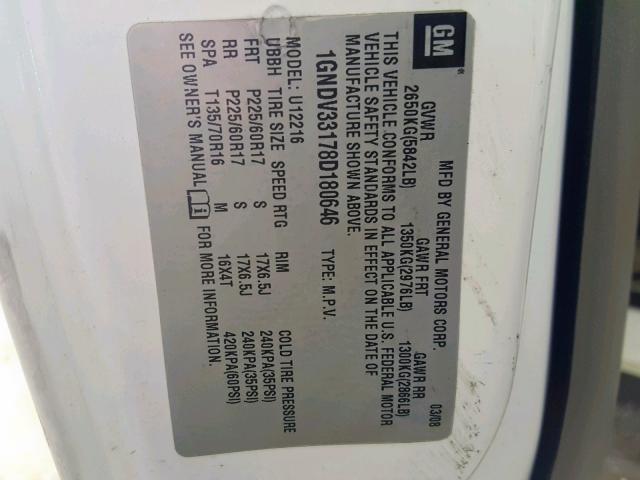 GM
MFD BY GENERAL MOTORS CORP. 03/08
GVWR GAWR FRT GAWR RR
2650KG(5842LB) 1350KG(2976LB) 1300KG(2866LB)
THIS VEHICLE CONFORMS TO ALL APPLICABLE U.S. FEDERAL MOTOR
VEHICLE SAFETY STANDARDS IN EFFECT ON THE DATE OF
MANUFACTURE SHOWN ABOVE.
1GNDV33178D180646 TYPE: M.P.V.
MODEL: U12216
UBBH TIRE SIZE SPEED RTG RIM COLD TIRE PRESSURE
FRT P225/60R17 S 17X6.5J 240KPA(35PSI)
RR P225/60R17 S 17X6.5J 240KPA(35PSI)
SPA T135/70R16 M 16X4T 420KPA(60PSI)
SEE OWNER'S MANUAL i FOR MORE INFORMATION.